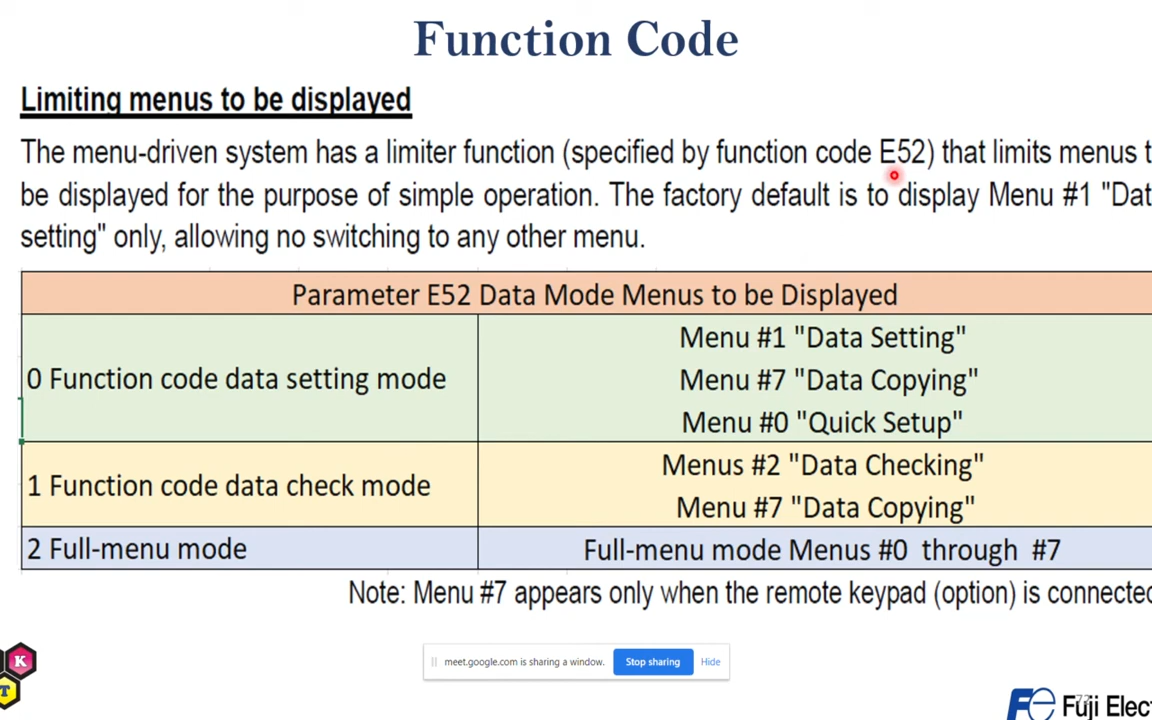 Function Code
Limiting menus to be displayed
The menu-driven system has a limiter function (specified by function code E52) that limits menus t
be displayed for the purpose of simple operation. The factory default is to display Menu #1 "Dat
setting" only, allowing no switching to any other menu.
Parameter E52 Data Mode Menus to be Displayed
0 Function code data setting mode
Menu #1 "Data Setting"
Menu #7 "Data Copying"
Menu #0 "Quick Setup"
1 Function code data check mode
Menus #2 "Data Checking"
Menu #7 "Data Copying"
2 Full-menu mode
Full-menu mode Menus #0 through #7
Note: Menu #7 appears only when the remote keypad (option) is connected
meet.google.com is sharing a window.
Stop sharing
Hide
K
T
Fe Fuji Elect